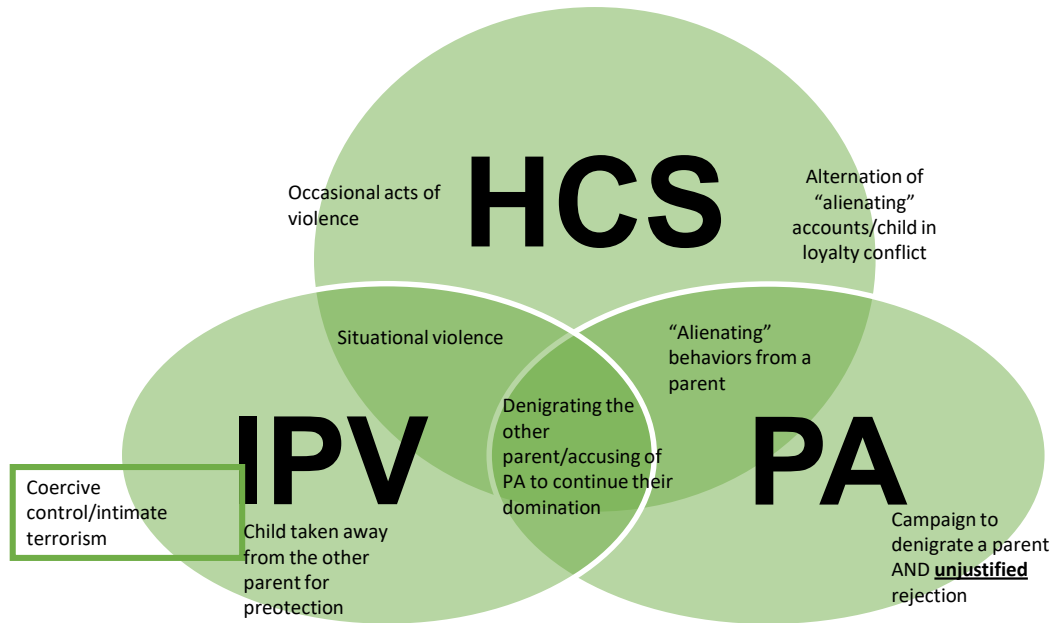 HCS
Occasional acts of
violence
Alternation of
“alienating”
accounts/child in
loyalty conflict
Situational violence
“Alienating”
behaviors from a
parent
IPV
Denigrating the
other
parent/accusing of
PA to continue their
domination
PA
Coercive
control/intimate
terrorism
Child taken away
from the other
parent for
preotection
Campaign to
denigrate a parent
AND unjustified
rejection